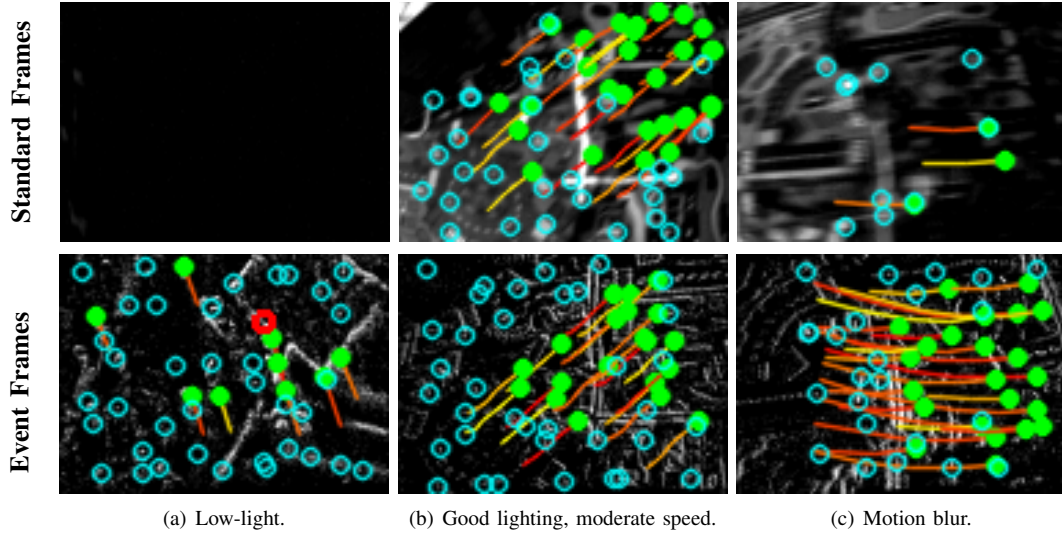 Standard Frames
Event Frames
(a) Low-light.
(b) Good lighting, moderate speed.
(c) Motion blur.